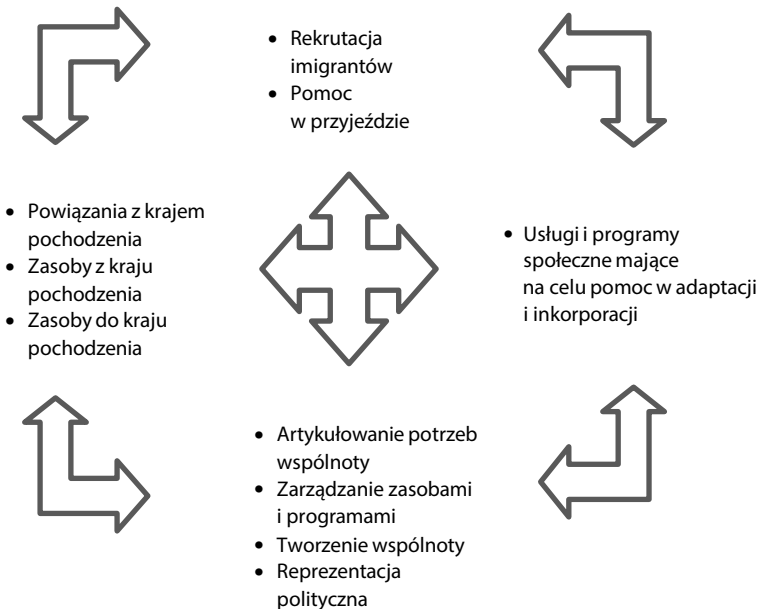 • Rekrutacja
imigrantów
• Pomoc
w przyjeździe
• Powiązania z krajem
pochodzenia
• Zasoby z kraju
pochodzenia
• Zasoby do kraju
pochodzenia
• Usługi i programy
społeczne mające
na celu pomoc w adaptacji
i inkorporacji
• Artykułowanie potrzeb
wspólnoty
• Zarządzanie zasobami
i programami
• Tworzenie wspólnoty
• Reprezentacja
polityczna